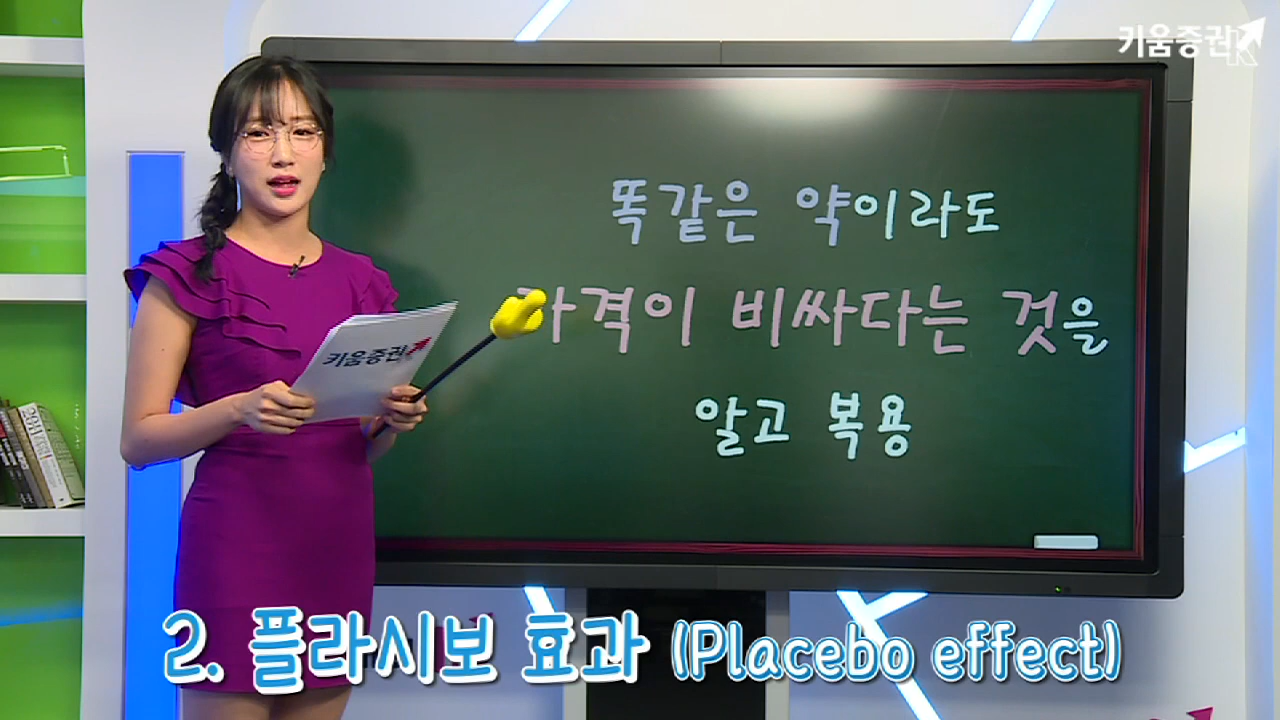 키움증권
똑같은 약이라도
가격이 비싸다는 것을
알고 복용
키움증권
2. 플라시보 효과 (Placebo effect)